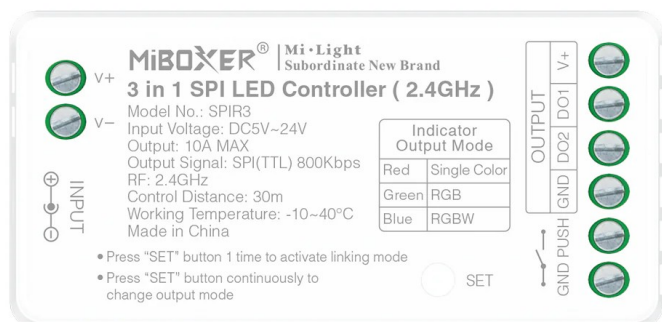 MiBOXER® | Mi·Light
Subordinate New Brand
3 in 1 SPI LED Controller ( 2.4GHz )
Model No.: SPIR3
Input Voltage: DC5V~24V
Output: 10A MAX
Output Signal: SPI(TTL) 800Kbps
RF: 2.4GHz
Control Distance: 30m
Working Temperature: -10~40°C
Made in China
• Press “SET” button 1 time to activate linking mode
• Press “SET” button continuously to
change output mode
V+
V−
INPUT
Indicator
Output Mode
Red Single Color
Green RGB
Blue RGBW
SET
OUTPUT
V+
DO1
DO2
GND
PUSH
GND